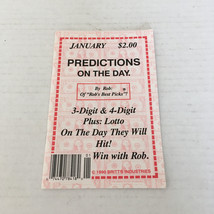 JANUARY $2.00
PREDICTIONS
ON THE DAY.
By Rob:
Of "Rob's Best Picks"
3-Digit & 4-Digit
Plus: Lotto
On The Day They Will
Hit!
Win with Rob.
INDUSTRIES